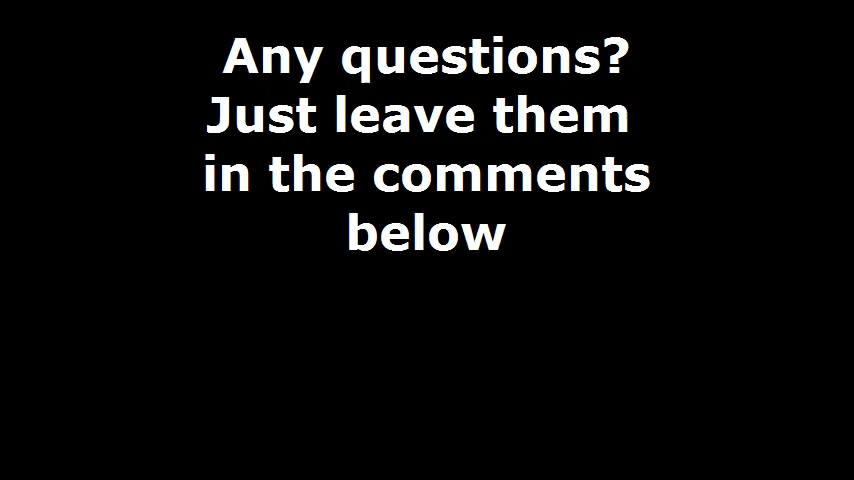 Any questions?
Just leave them
in the comments
below